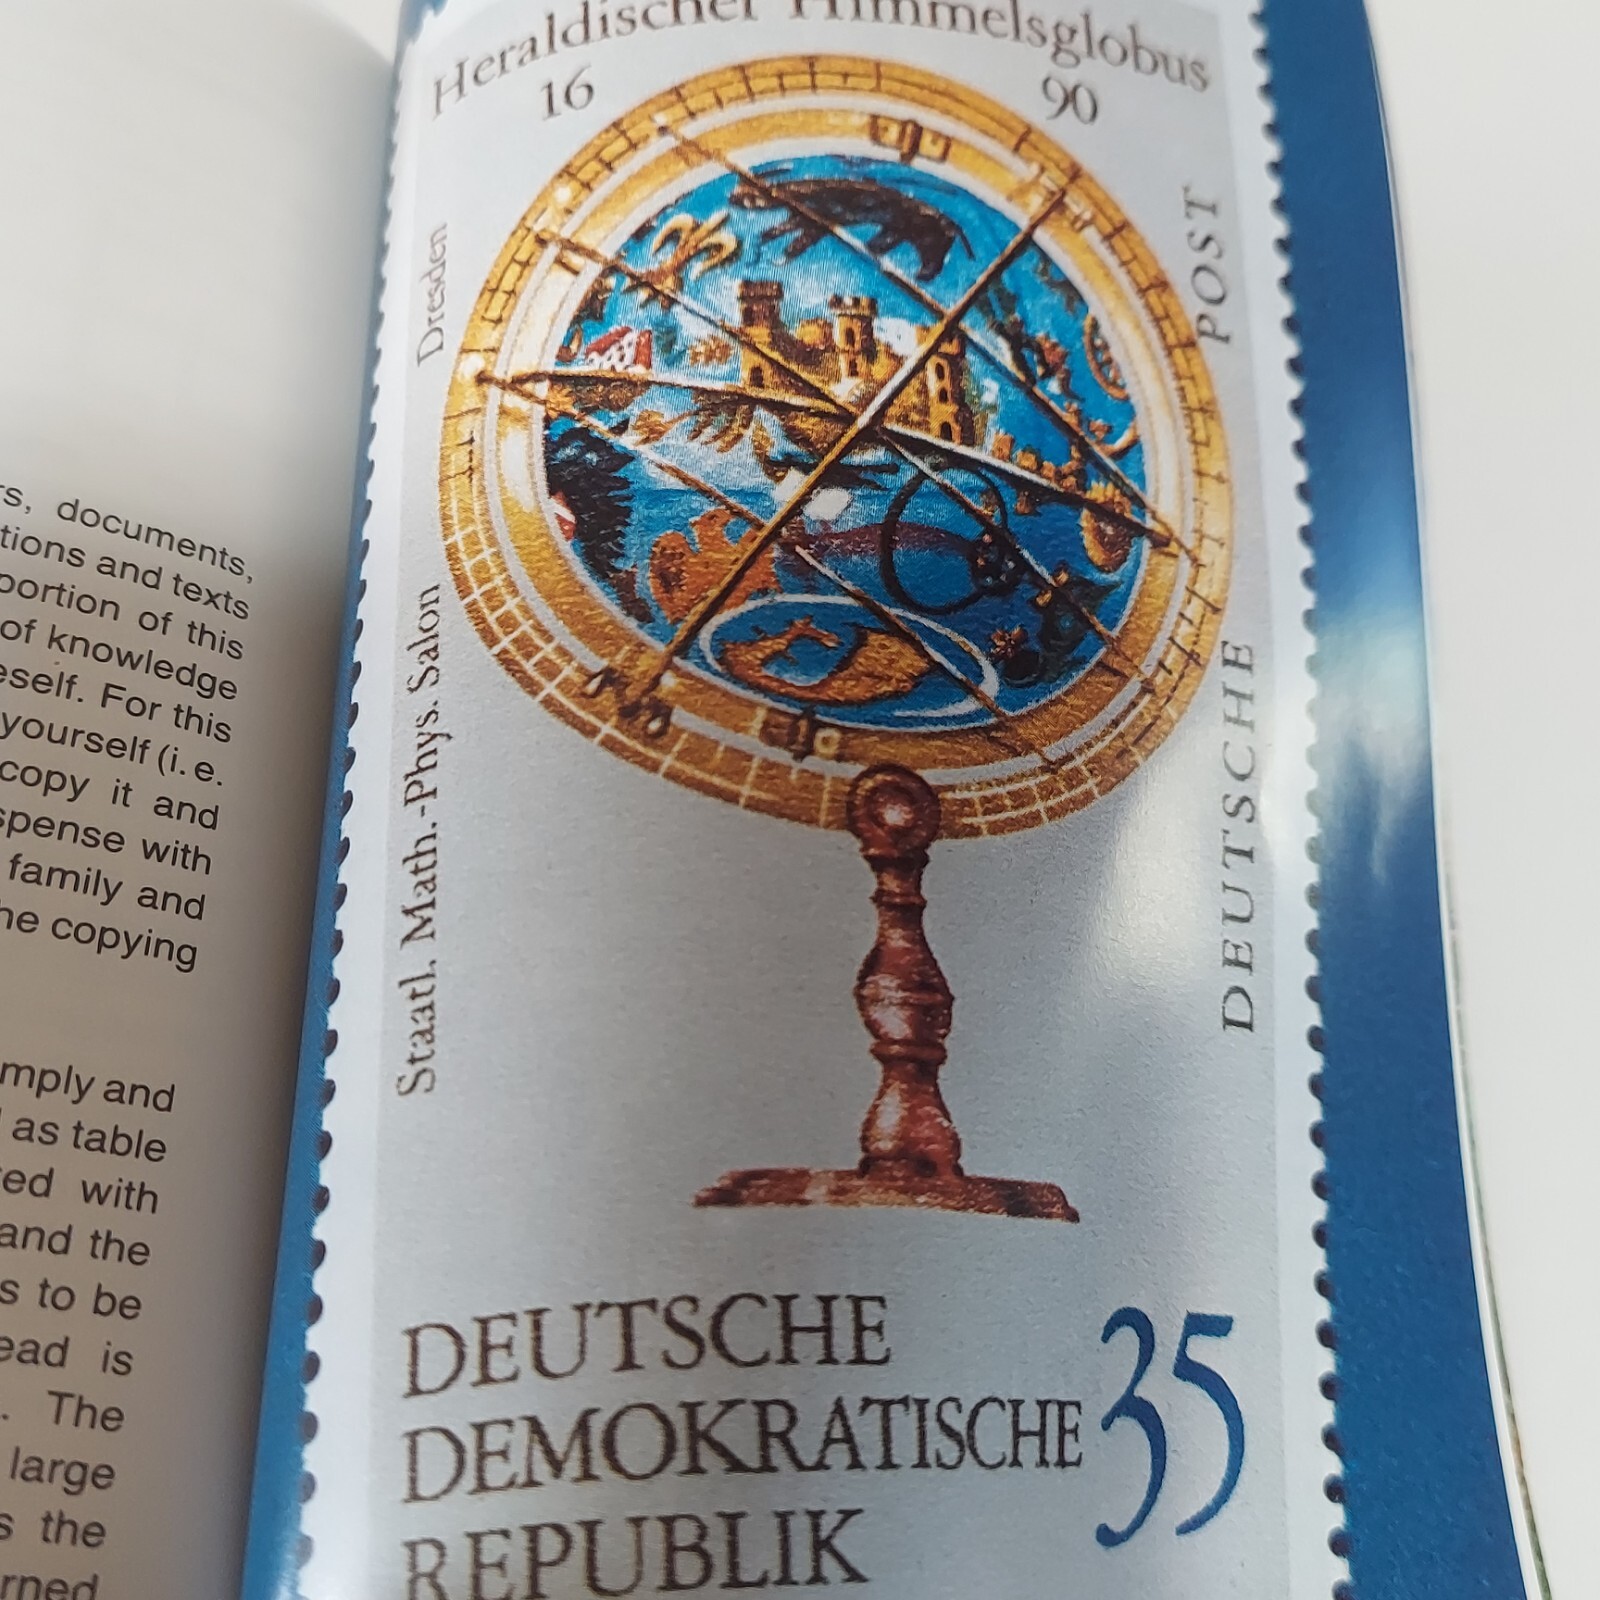 rs, documents,
tions and texts
portion of this
of knowledge
eself. For this
yourself (i. e.
copy it and
spense with
family and
he copying
mply and
as table
ed with
and the
s to be
ead is
. The
large
s the
rned
Heraldischer Himmelsglobus
16 90
Dresden
Staatl. Math.-Phys. Salon
POST
DEUTSCHE
DEUTSCHE
DEMOKRATISCHE
REPUBLIK
35